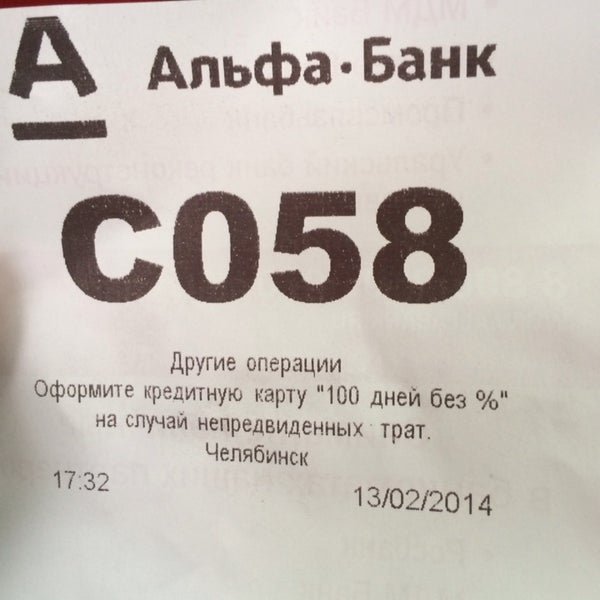 А
Альфа·Банк
С058
Другие операции
Оформите кредитную карту "100 дней без %"
на случай непредвиденных трат.
Челябинск
17:32
13/02/2014